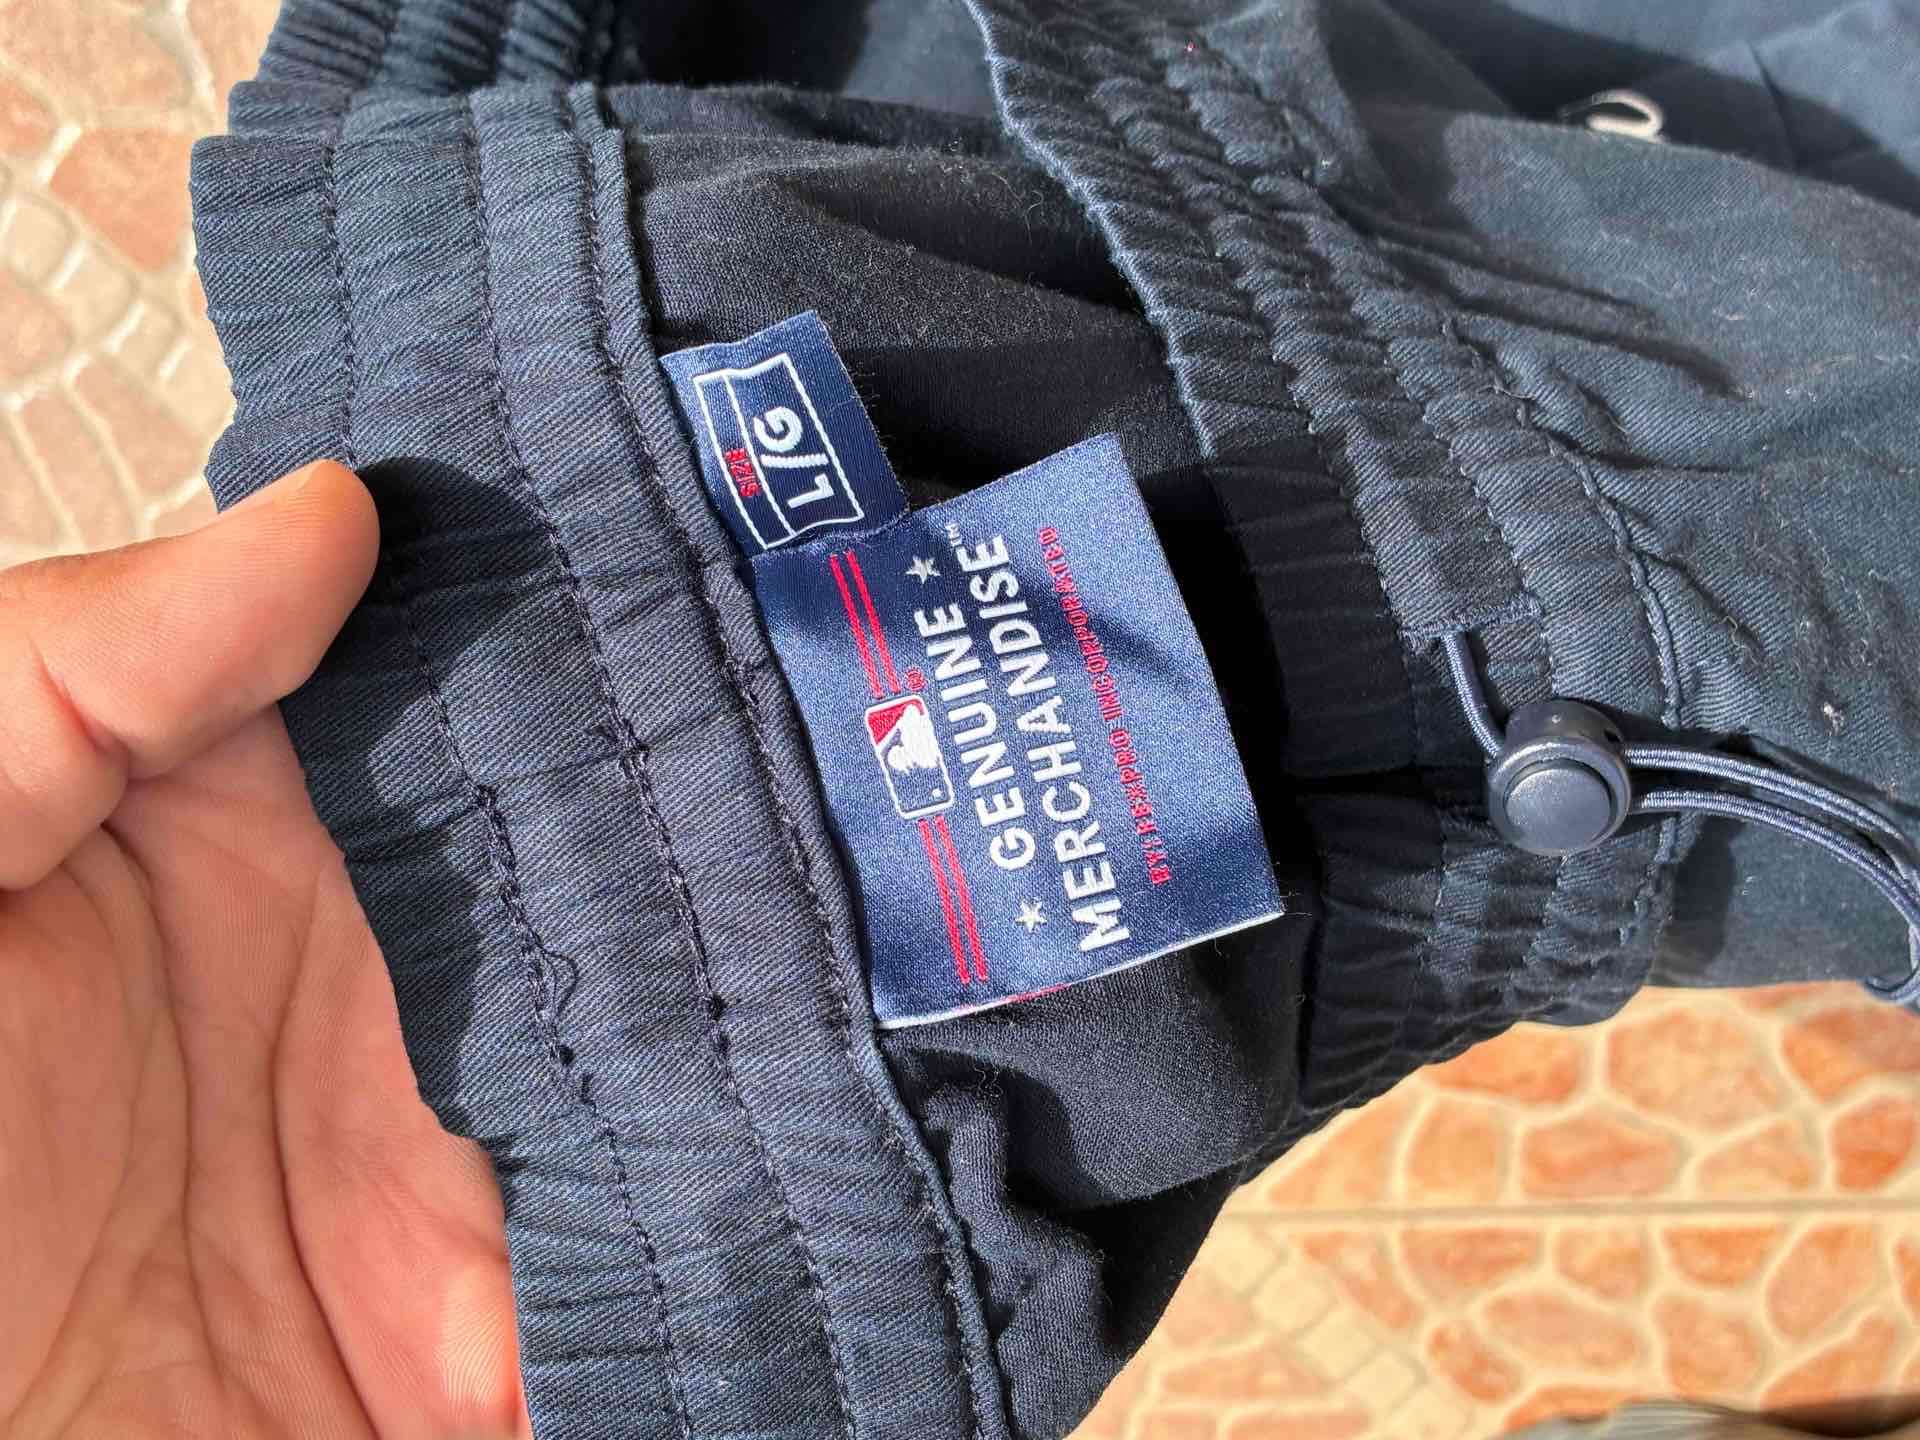 SIZE
L/G
GENUINE
MERCHANDISE™
BY: REXPRO INCORPORATED